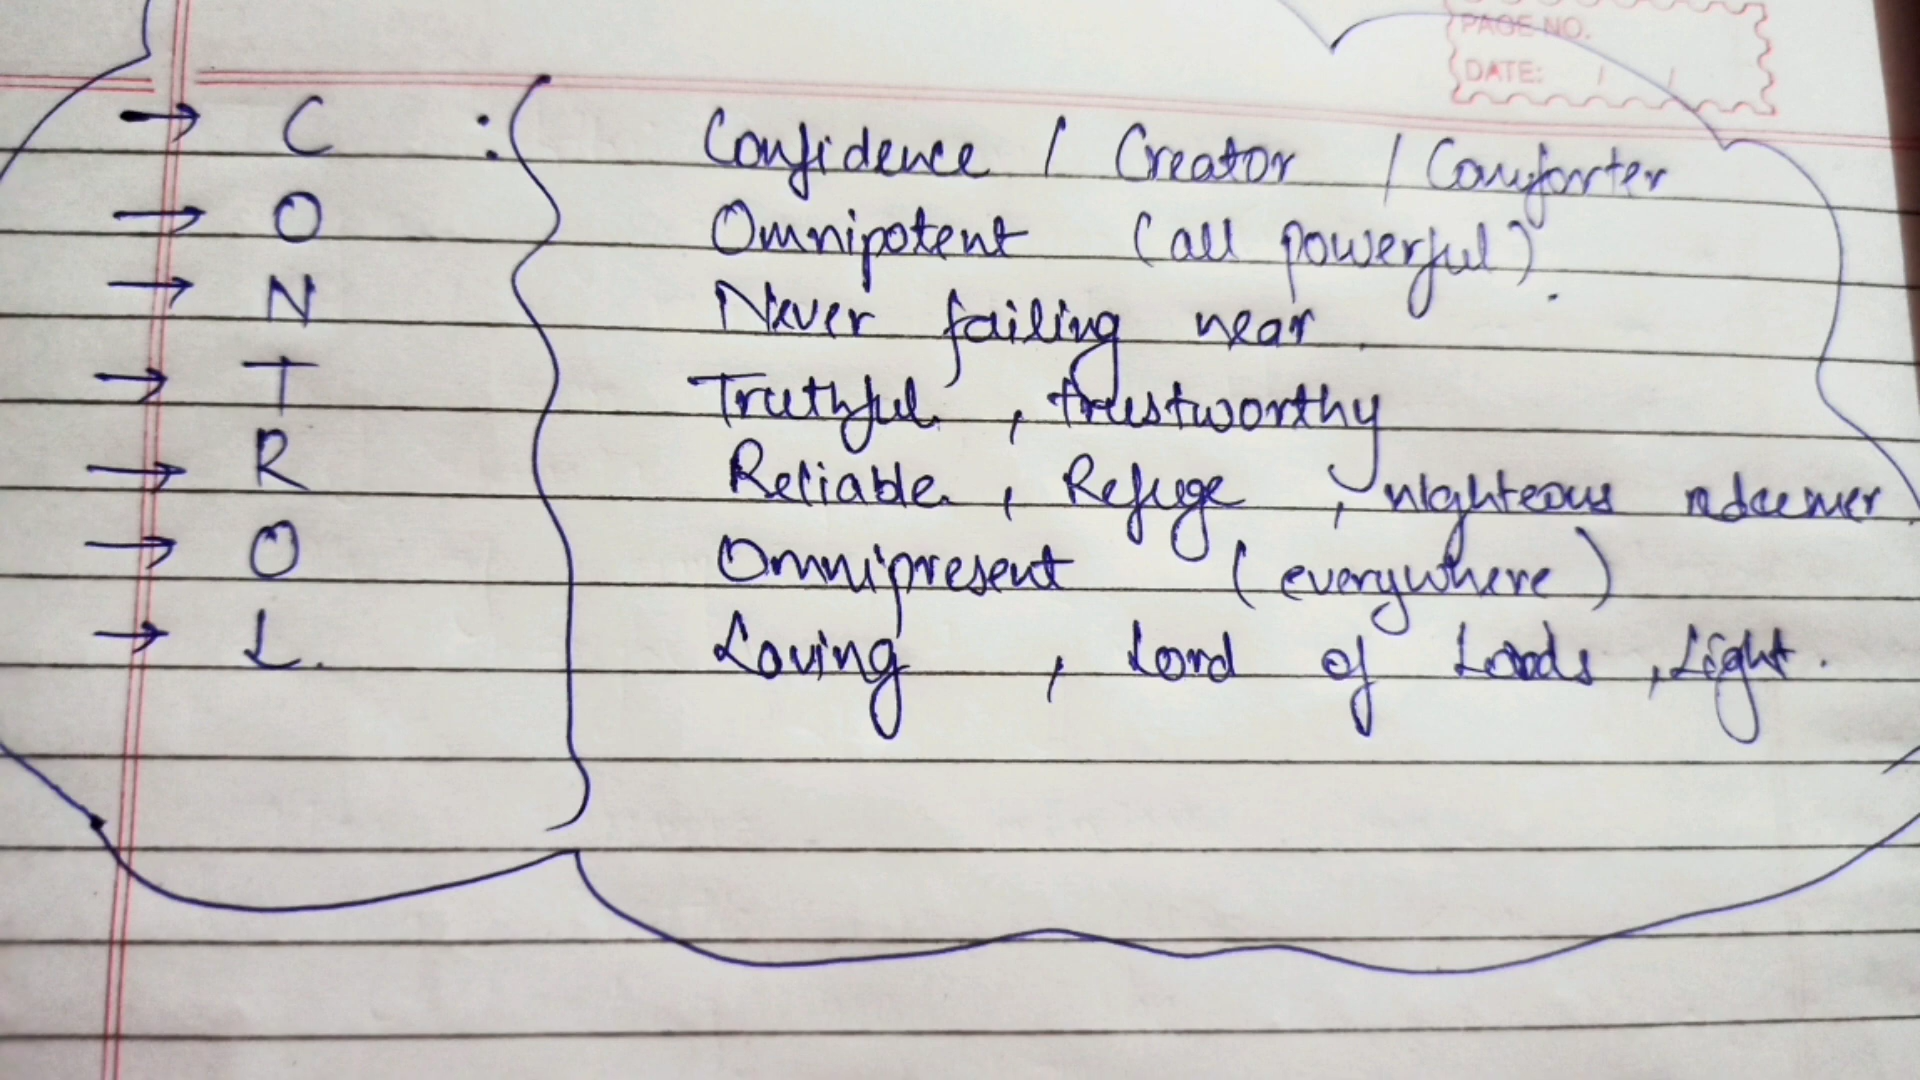 PAGE NO.
DATE: / /
→ C : Confidence / Creator / Comforter
→ O Omnipotent (all powerful).
→ N Never failing near.
→ T Truthful, trustworthy
→ R Reliable, Refuge, righteous redeemer
→ O Omnipresent (everywhere)
→ L. Loving, Lord of Lords, Light.